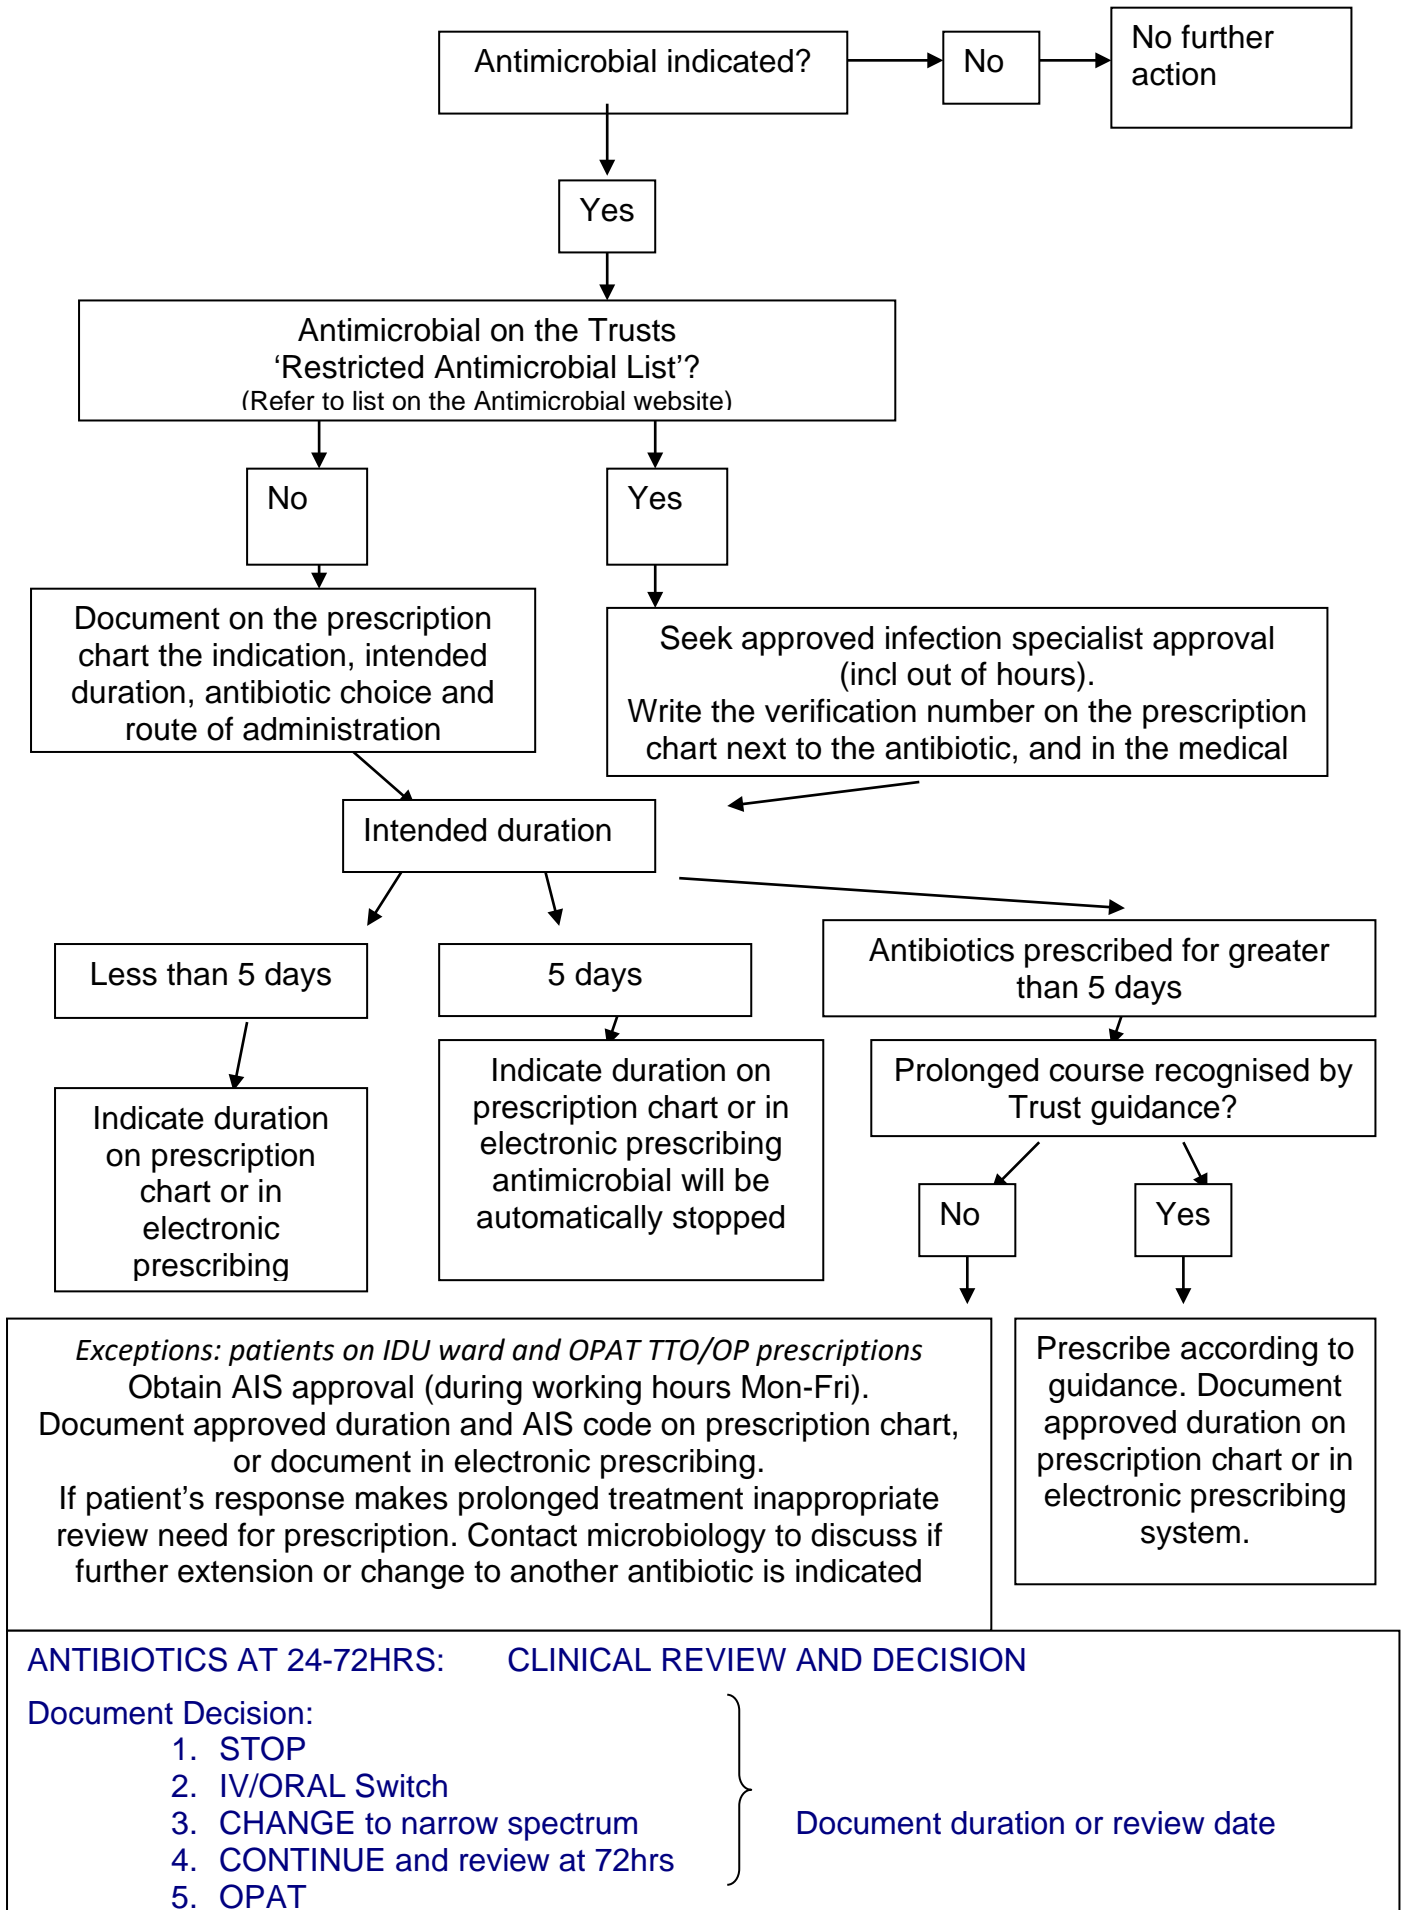 Antimicrobial indicated?
No
No further
action
Yes
Antimicrobial on the Trusts
‘Restricted Antimicrobial List’?
(Refer to list on the Antimicrobial website)
No
Yes
Document on the prescription
chart the indication, intended
duration, antibiotic choice and
route of administration
Seek approved infection specialist approval
(incl out of hours).
Write the verification number on the prescription
chart next to the antibiotic, and in the medical
Intended duration
Less than 5 days
5 days
Antibiotics prescribed for greater
than 5 days
Indicate duration
on prescription
chart or in
electronic
prescribing
Indicate duration on
prescription chart or in
electronic prescribing
antimicrobial will be
automatically stopped
Prolonged course recognised by
Trust guidance?
No
Yes
Exceptions: patients on IDU ward and OPAT TTO/OP prescriptions
Obtain AIS approval (during working hours Mon-Fri).
Document approved duration and AIS code on prescription chart,
or document in electronic prescribing.
If patient’s response makes prolonged treatment inappropriate
review need for prescription. Contact microbiology to discuss if
further extension or change to another antibiotic is indicated
Prescribe according to
guidance. Document
approved duration on
prescription chart or in
electronic prescribing
system.
ANTIBIOTICS AT 24-72HRS: CLINICAL REVIEW AND DECISION
Document Decision:
1. STOP
2. IV/ORAL Switch
3. CHANGE to narrow spectrum
4. CONTINUE and review at 72hrs
5. OPAT
Document duration or review date